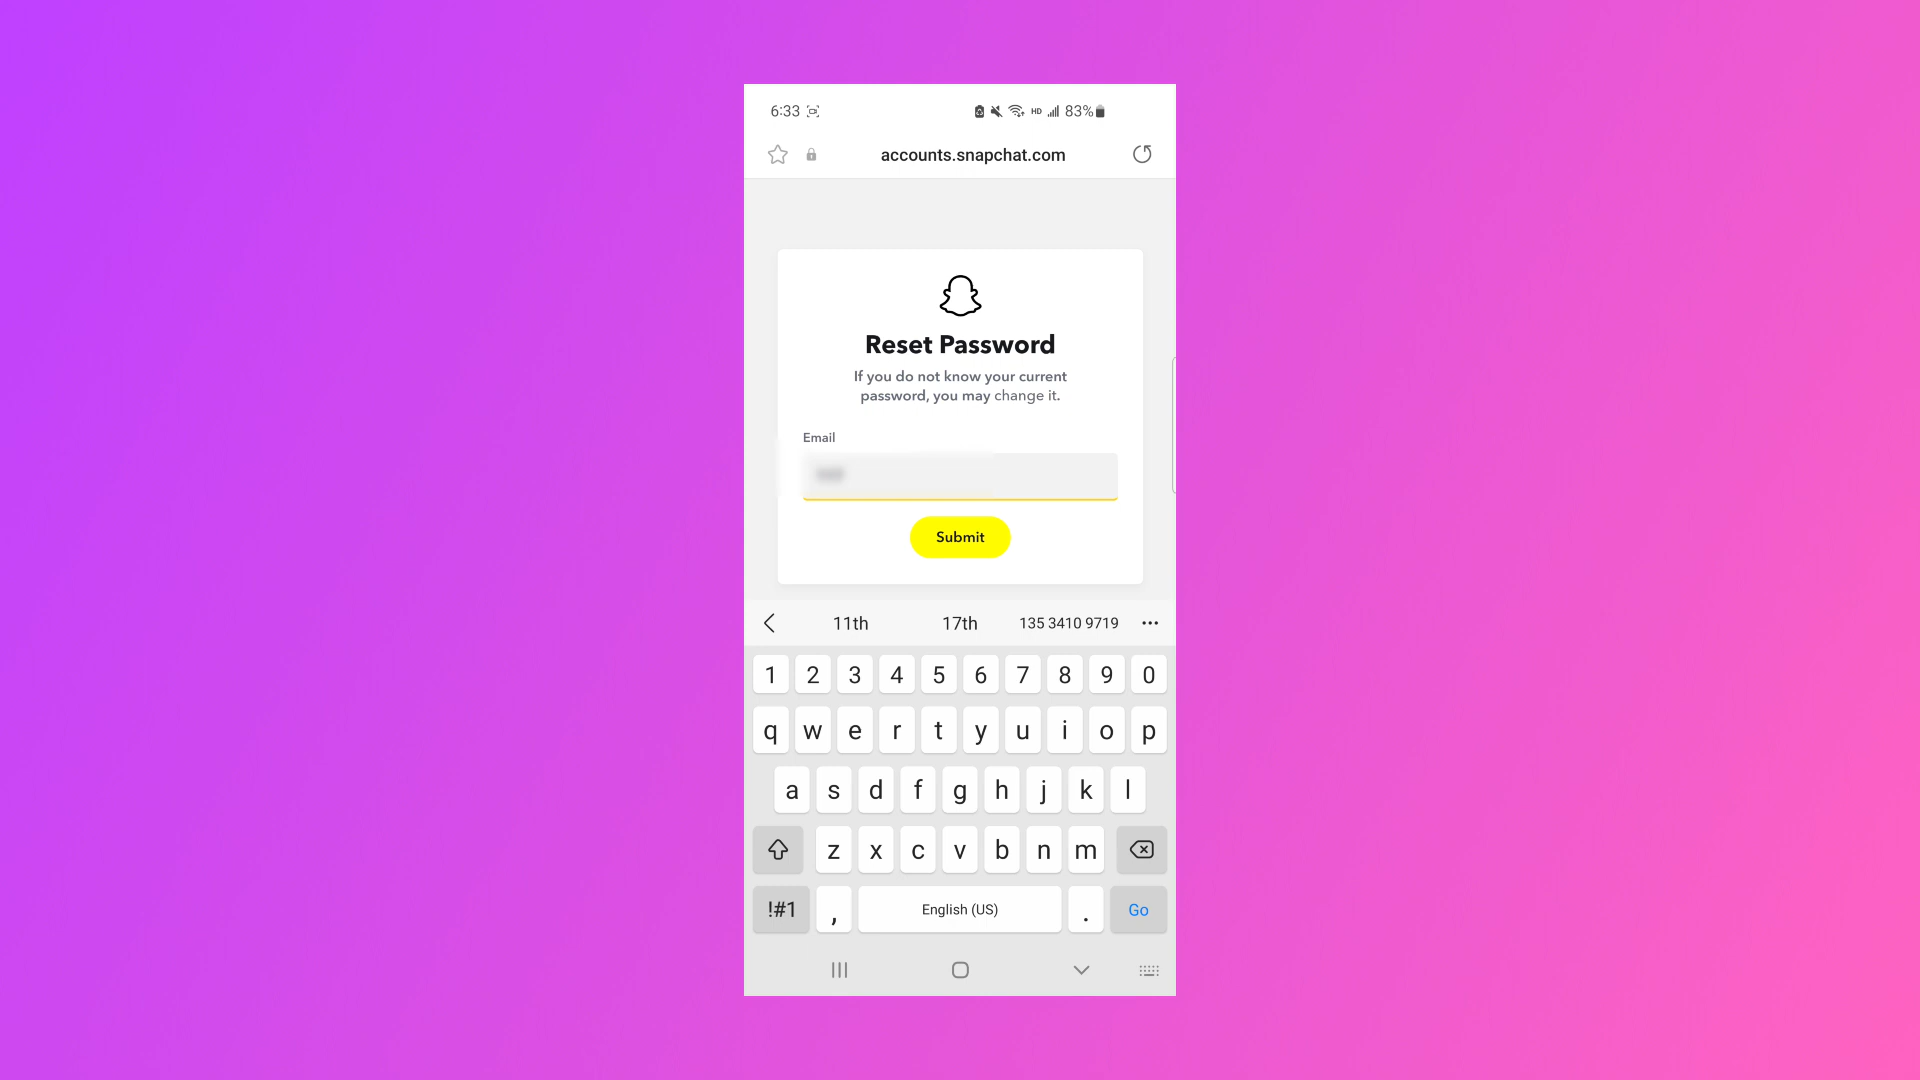 6:33 HD 83%
accounts.snapchat.com
Reset Password
If you do not know your current
password, you may change it.
Email
Submit
11th 17th 135 3410 9719
1 2 3 4 5 6 7 8 9 0
q w e r t y u i o p
a s d f g h j k l
z x c v b n m
!#1 , English (US) . Go